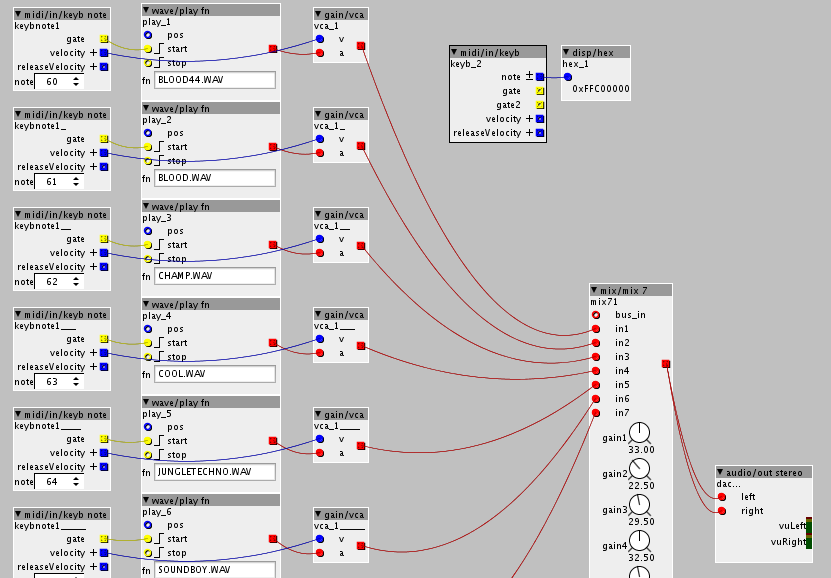 midi/in/keyb note
keybnote1
gate
velocity +
releaseVelocity +
note 60
wave/play fn
play_1
pos
start
stop
fn BLOOD44.WAV
gain/vca
vca_1
v
a
midi/in/keyb note
keybnote1_
gate
velocity +
releaseVelocity +
note 61
wave/play fn
play_2
pos
start
stop
fn BLOOD.WAV
gain/vca
vca_1_
v
a
midi/in/keyb note
keybnote1__
gate
velocity +
releaseVelocity +
note 62
wave/play fn
play_3
pos
start
stop
fn CHAMP.WAV
gain/vca
vca_1__
v
a
midi/in/keyb note
keybnote1___
gate
velocity +
releaseVelocity +
note 63
wave/play fn
play_4
pos
start
stop
fn COOL.WAV
gain/vca
vca_1___
v
a
midi/in/keyb note
keybnote1____
gate
velocity +
releaseVelocity +
note 64
wave/play fn
play_5
pos
start
stop
fn JUNGLETECHNO.WAV
gain/vca
vca_1____
v
a
midi/in/keyb note
keybnote1_____
gate
velocity +
releaseVelocity +
wave/play fn
play_6
pos
start
stop
fn SOUNDBOY.WAV
gain/vca
vca_1_____
v
a
midi/in/keyb
keyb_2
note ±
gate
gate2
velocity +
releaseVelocity +
disp/hex
hex_1
0xFFC00000
mix/mix 7
mix71
bus_in
in1
in2
in3
in4
in5
in6
in7
gain1
33.00
gain2
22.50
gain3
29.50
gain4
32.50
audio/out stereo
dac...
left
right
vuLeft
vuRight